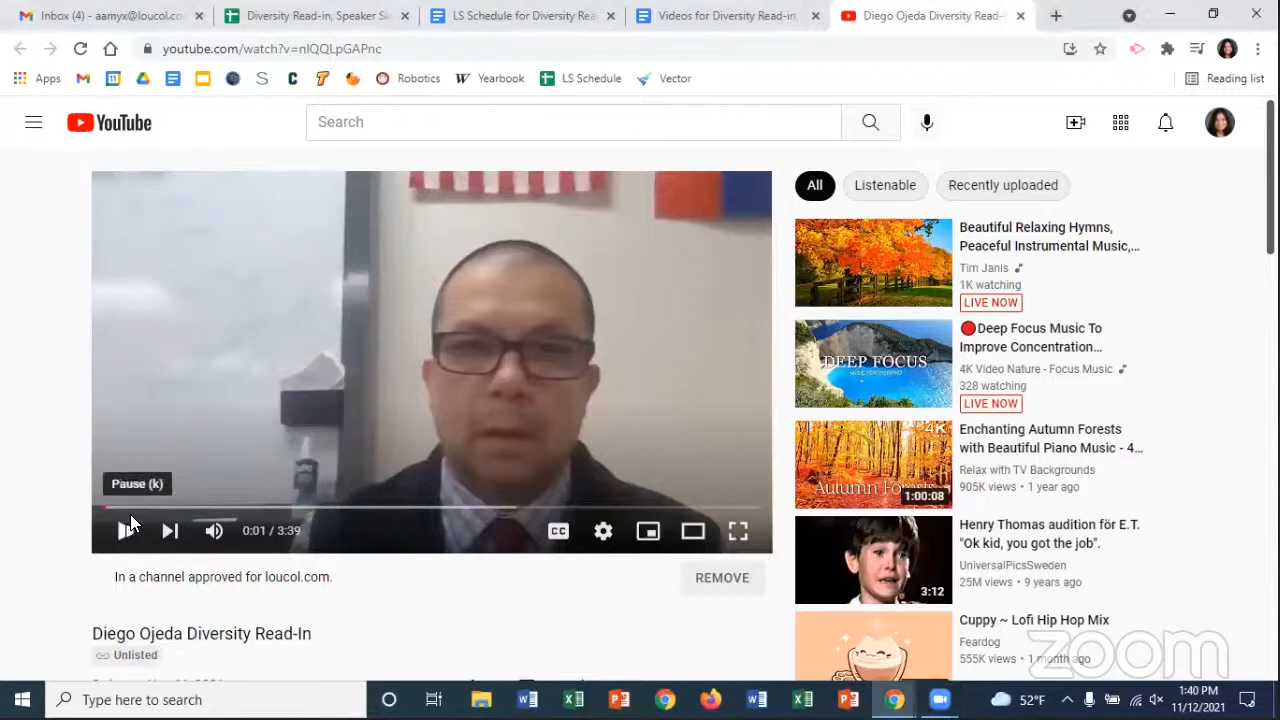 Inbox (4) - aamyx@loucol.co
Diversity Read-in, Speaker S
LS Schedule for Diversity Read
Videos for Diversity Read-in
Diego Ojeda Diversity Read-
youtube.com/watch?v=nIQQLpGAPnc
Apps
Robotics
Yearbook
LS Schedule
Vector
Reading list
YouTube
Search
All
Listenable
Recently uploaded
Beautiful Relaxing Hymns,
Peaceful Instrumental Music,...
Tim Janis
1K watching
LIVE NOW
DEEP FOCUS
Deep Focus Music To
Improve Concentration...
4K Video Nature - Focus Music
328 watching
LIVE NOW
4K
Autumn Forests
1:00:08
Enchanting Autumn Forests
with Beautiful Piano Music - 4...
Relax with TV Backgrounds
905K views • 1 year ago
3:12
Henry Thomas audition för E.T.
"Ok kid, you got the job".
UniversalPicsSweden
25M views • 9 years ago
Cuppy ~ Lofi Hip Hop Mix
Feardog
555K views • 1 month ago
Pause (k)
0:01 / 3:39
CC
In a channel approved for loucol.com.
REMOVE
Diego Ojeda Diversity Read-In
Unlisted
zoom
Type here to search
52°F
1:40 PM
11/12/2021